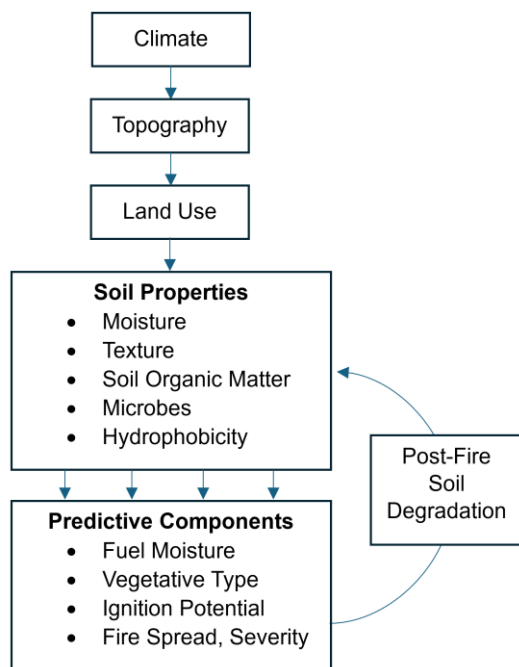 Climate
Topography
Land Use
Soil Properties
• Moisture
• Texture
• Soil Organic Matter
• Microbes
• Hydrophobicity
Post-Fire
Soil
Degradation
Predictive Components
• Fuel Moisture
• Vegetative Type
• Ignition Potential
• Fire Spread, Severity